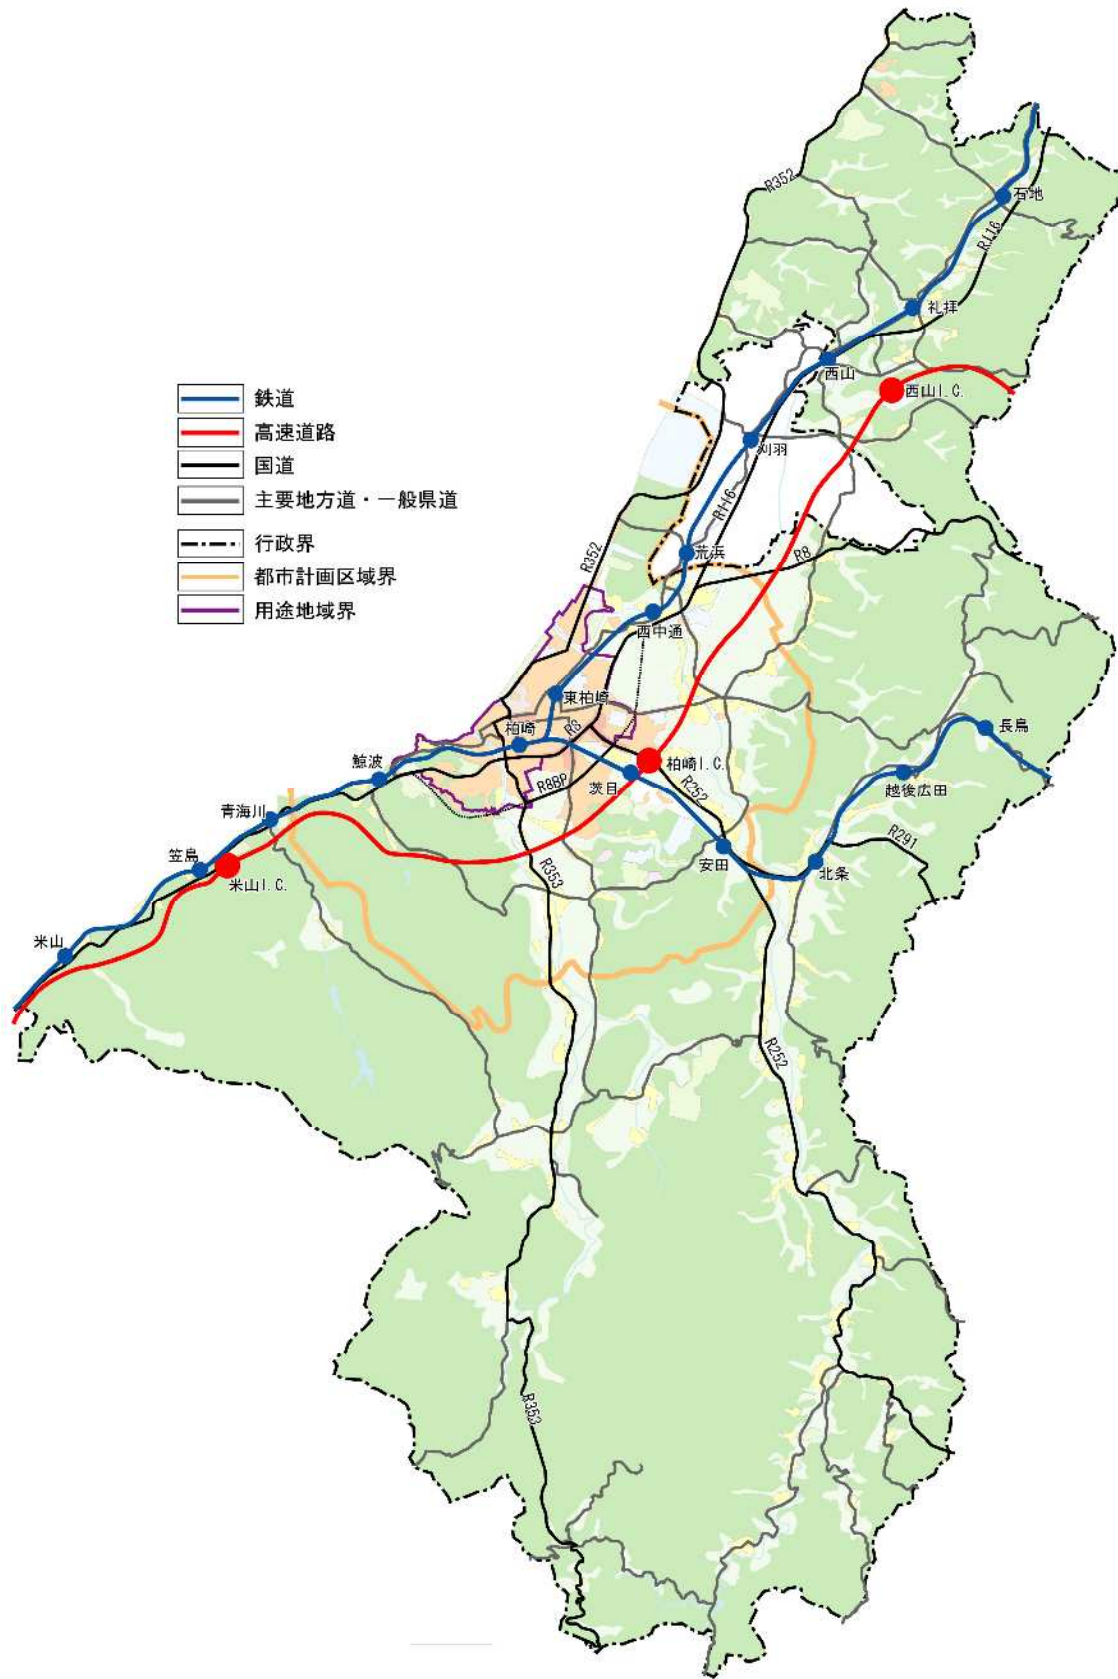 鉄道
高速道路
国道
主要地方道・一般県道
行政界
都市計画区域界
用途地域界
R352
石地
R116
礼拝
西山
西山I.C.
刈羽
R116
荒浜
R8
R352
西中通
東柏崎
柏崎
R8
長鳥
鯨波
柏崎I.C.
R8BP
茨目
R252
越後広田
青海川
R291
安田
北条
笠島
米山I.C.
R353
米山
R252
R353